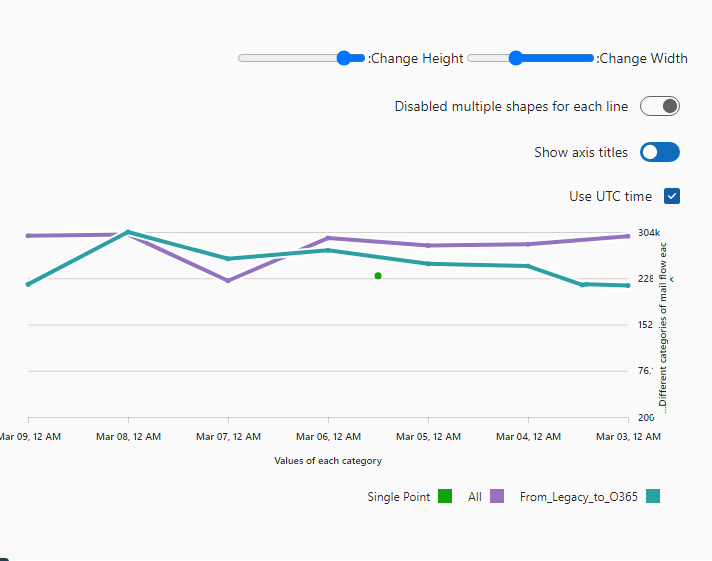 :Change Height :Change Width
Disabled multiple shapes for each line
Show axis titles
Use UTC time
304k
228
k
152
76.
206
...Different categories of mail flow eac
Mar 09, 12 AM Mar 08, 12 AM Mar 07, 12 AM Mar 06, 12 AM Mar 05, 12 AM Mar 04, 12 AM Mar 03, 12 AM
Values of each category
Single Point All From_Legacy_to_O365